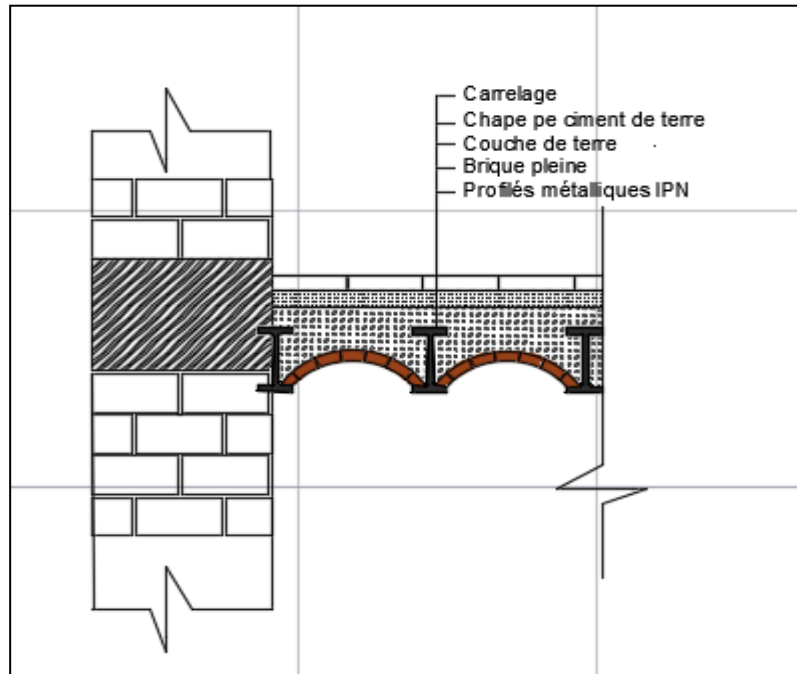 Carrelage
Chape pe ciment de terre
Couche de terre
Brique pleine
Profilés métalliques IPN